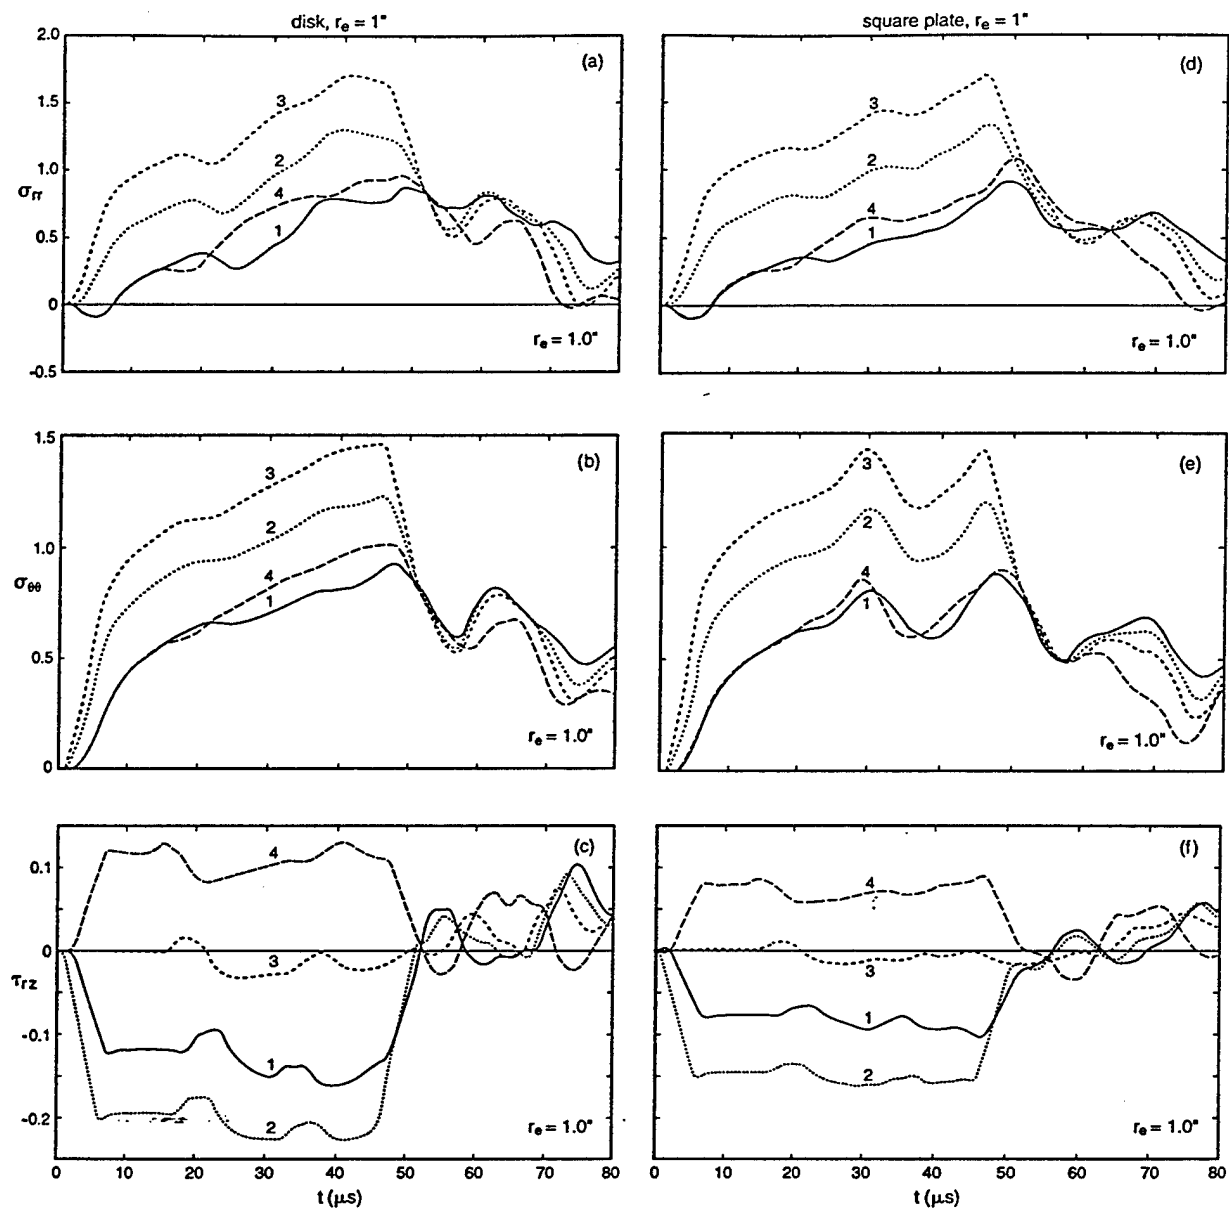 disk, r_e = 1"
square plate, r_e = 1"
2.0
1.5
1.0
0.5
0
-0.5
σ_rr
(a)
3
2
4
1
r_e = 1.0"
(d)
3
2
4
1
r_e = 1.0"
1.5
1.0
0.5
0
σ_θθ
(b)
3
2
4
1
r_e = 1.0"
(e)
3
2
4
1
r_e = 1.0"
0.1
0
-0.1
-0.2
τ_rz
(c)
4
3
1
2
r_e = 1.0"
0 10 20 30 40 50 60 70 80
t (μs)
(f)
4
3
1
2
r_e = 1.0"
0 10 20 30 40 50 60 70 80
t (μs)